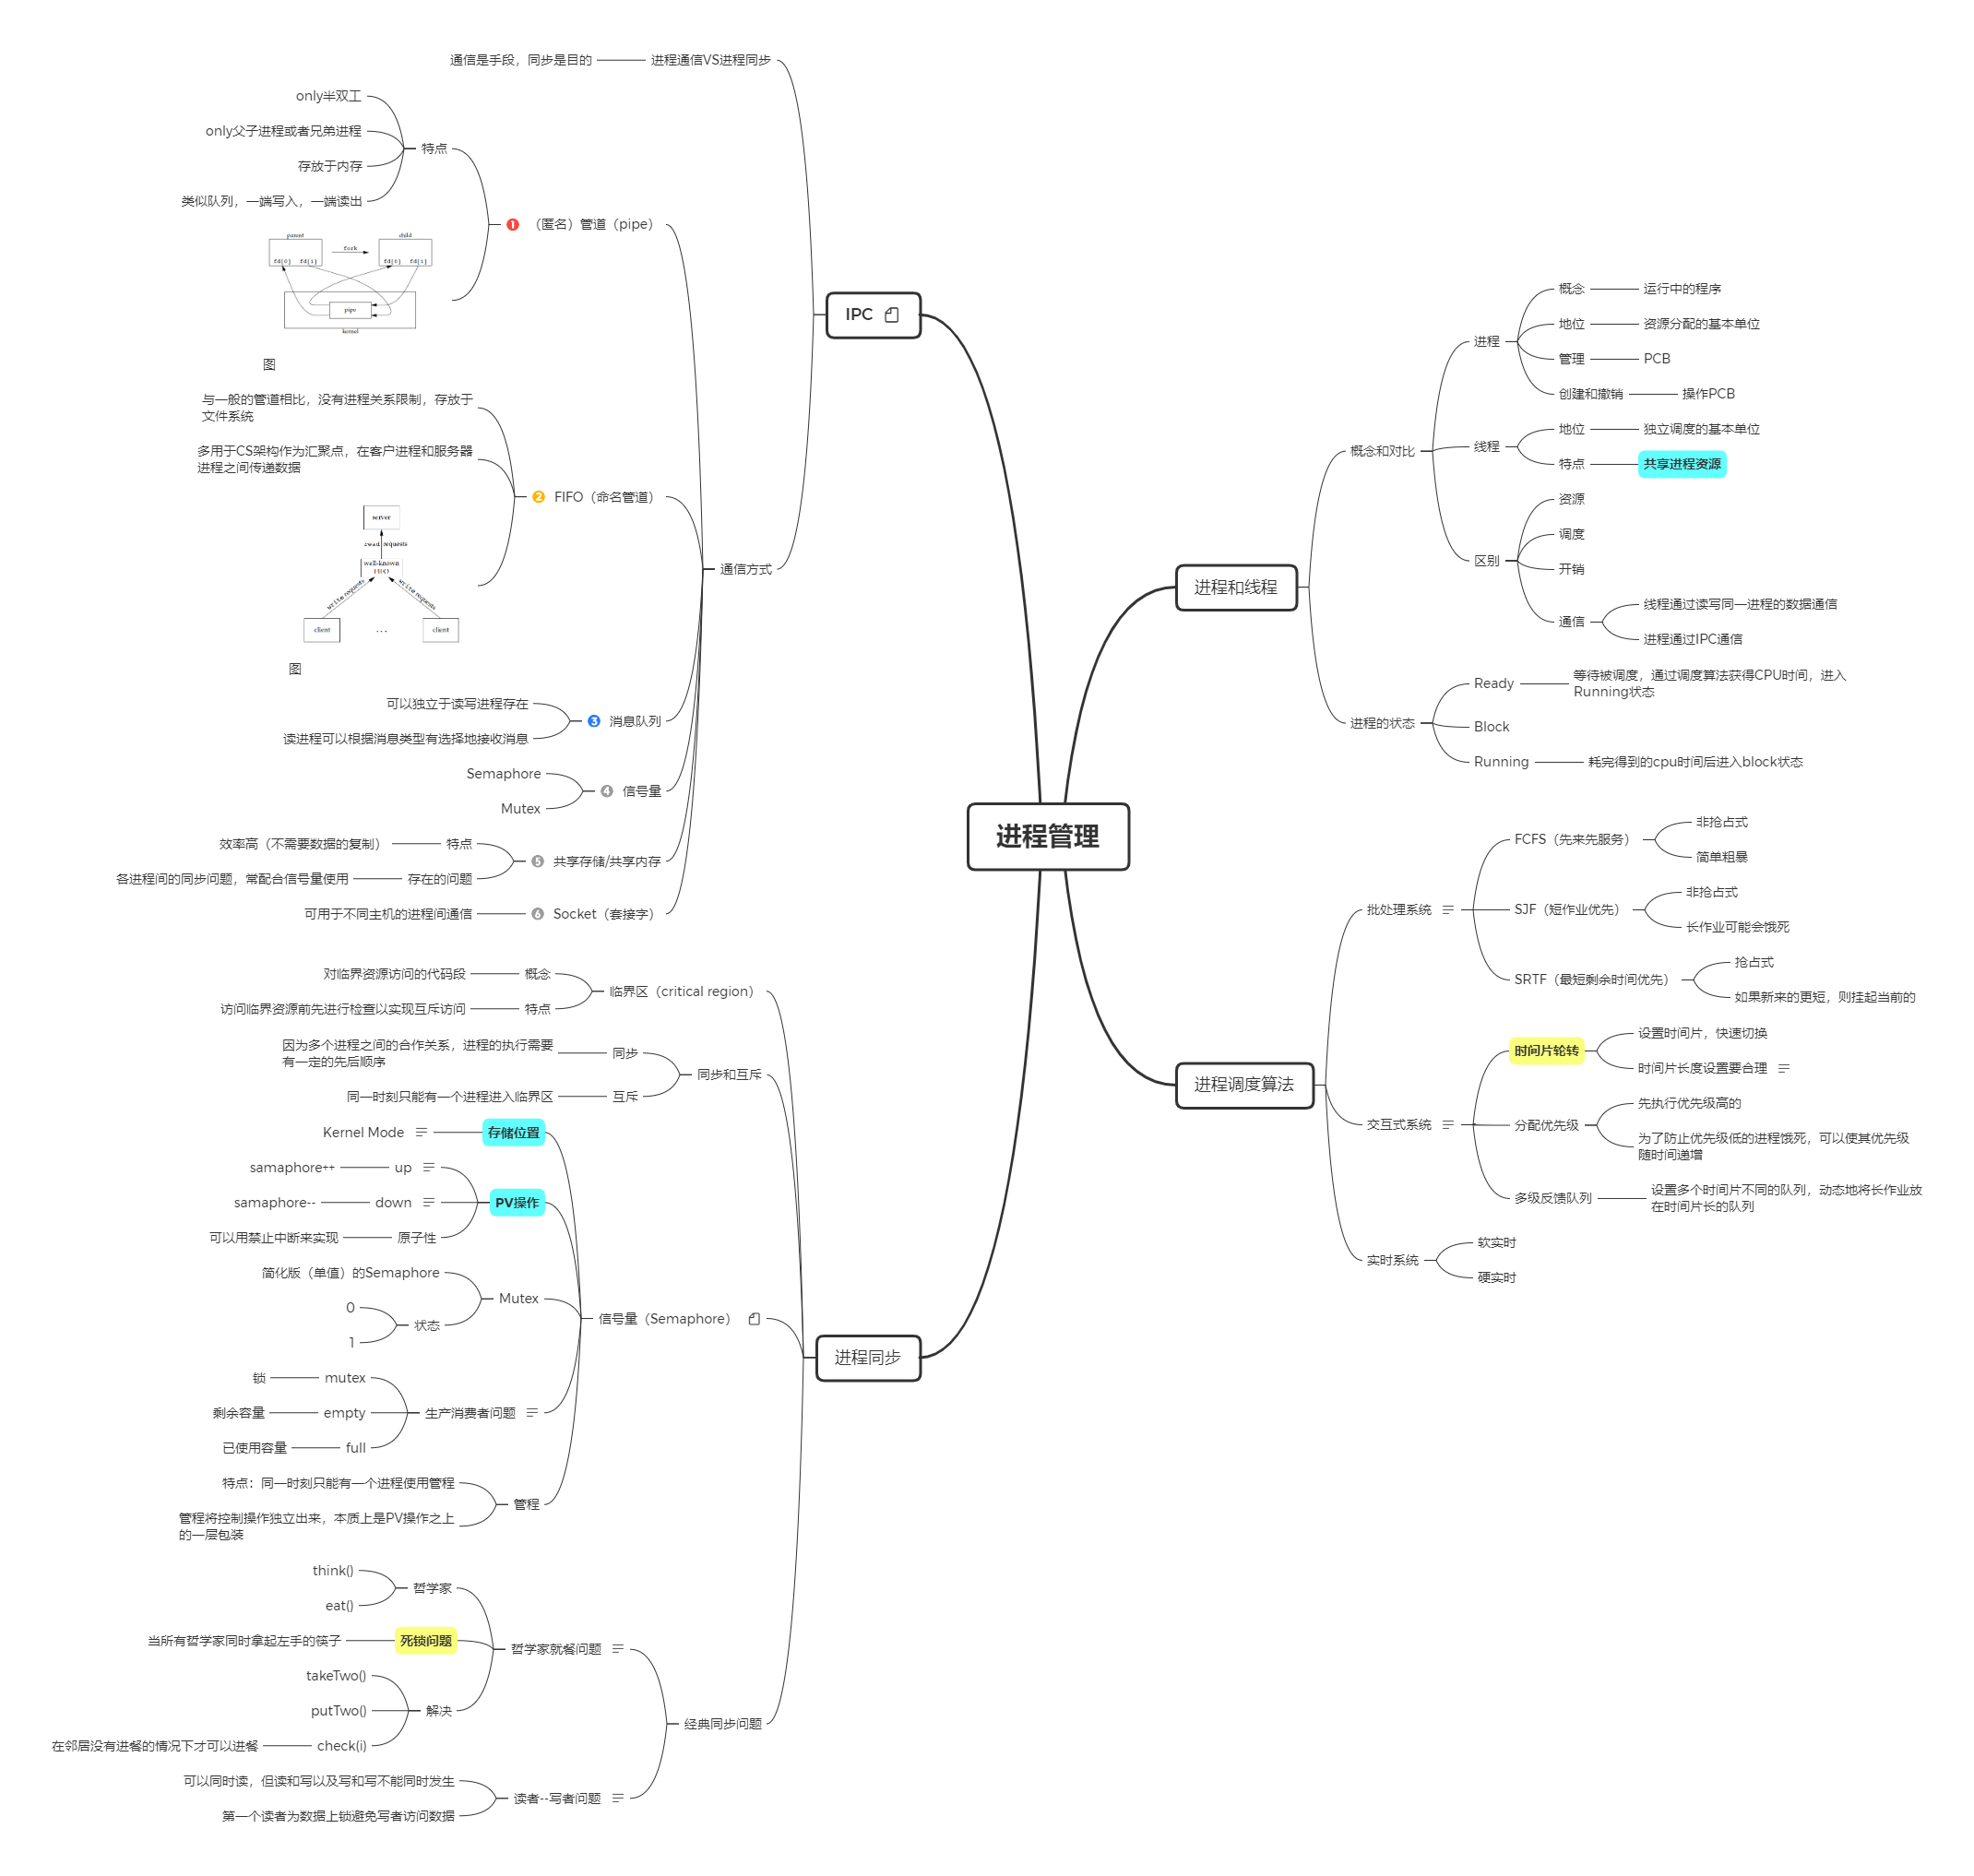 进程管理
IPC
进程通信VS进程同步
通信是手段，同步是目的
通信方式
1
（匿名）管道（pipe）
特点
only半双工
only父子进程或者兄弟进程
存放于内存
类似队列，一端写入，一端读出
parent
child
fork
fd[0] fd[1]
fd[0] fd[1]
pipe
kernel
图
2
FIFO（命名管道）
与一般的管道相比，没有进程关系限制，存放于
文件系统
多用于CS架构作为汇聚点，在客户进程和服务器
进程之间传递数据
server
read requests
well-known
FIFO
write requests
write requests
client
...
client
图
3
消息队列
可以独立于读写进程存在
读进程可以根据消息类型有选择地接收消息
4
信号量
Semaphore
Mutex
5
共享存储/共享内存
特点
效率高（不需要数据的复制）
存在的问题
各进程间的同步问题，常配合信号量使用
6
Socket（套接字）
可用于不同主机的进程间通信
进程同步
临界区（critical region）
概念
对临界资源访问的代码段
特点
访问临界资源前先进行检查以实现互斥访问
同步和互斥
同步
因为多个进程之间的合作关系，进程的执行需要
有一定的先后顺序
互斥
同一时刻只能有一个进程进入临界区
信号量（Semaphore）
存储位置
Kernel Mode
PV操作
up
samaphore++
down
samaphore--
原子性
可以用禁止中断来实现
Mutex
简化版（单值）的Semaphore
状态
0
1
生产消费者问题
mutex
锁
empty
剩余容量
full
已使用容量
管程
特点：同一时刻只能有一个进程使用管程
管程将控制操作独立出来，本质上是PV操作之上
的一层包装
经典同步问题
哲学家就餐问题
哲学家
think()
eat()
死锁问题
当所有哲学家同时拿起左手的筷子
解决
takeTwo()
putTwo()
check(i)
在邻居没有进餐的情况下才可以进餐
读者--写者问题
可以同时读，但读和写以及写和写不能同时发生
第一个读者为数据上锁避免写者访问数据
进程和线程
概念和对比
进程
概念
运行中的程序
地位
资源分配的基本单位
管理
PCB
创建和撤销
操作PCB
线程
地位
独立调度的基本单位
特点
共享进程资源
区别
资源
调度
开销
通信
线程通过读写同一进程的数据通信
进程通过IPC通信
进程的状态
Ready
等待被调度，通过调度算法获得CPU时间，进入
Running状态
Block
Running
耗完得到的cpu时间后进入block状态
进程调度算法
批处理系统
FCFS（先来先服务）
非抢占式
简单粗暴
SJF（短作业优先）
非抢占式
长作业可能会饿死
SRTF（最短剩余时间优先）
抢占式
如果新来的更短，则挂起当前的
交互式系统
时间片轮转
设置时间片，快速切换
时间片长度设置要合理
分配优先级
先执行优先级高的
为了防止优先级低的进程饿死，可以使其优先级
随时间递增
多级反馈队列
设置多个时间片不同的队列，动态地将长作业放
在时间片长的队列
实时系统
软实时
硬实时